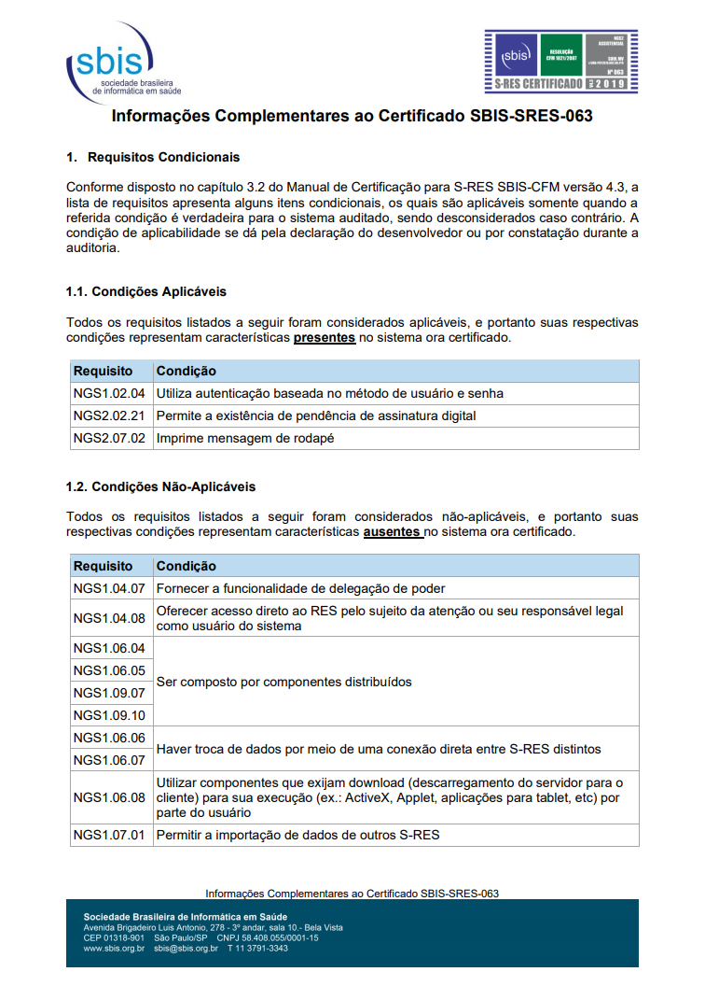 sbis
sociedade brasileira
de informática em saúde
sbis
RESOLUÇÃO
CFM 1821/2007
NGS2
ASSISTENCIAL
SOUL MV
Nº 063
S-RES CERTIFICADO
2019
Informações Complementares ao Certificado SBIS-SRES-063
1. Requisitos Condicionais
Conforme disposto no capítulo 3.2 do Manual de Certificação para S-RES SBIS-CFM versão 4.3, a
lista de requisitos apresenta alguns itens condicionais, os quais são aplicáveis somente quando a
referida condição é verdadeira para o sistema auditado, sendo desconsiderados caso contrário. A
condição de aplicabilidade se dá pela declaração do desenvolvedor ou por constatação durante a
auditoria.
1.1. Condições Aplicáveis
Todos os requisitos listados a seguir foram considerados aplicáveis, e portanto suas respectivas
condições representam características presentes no sistema ora certificado.
Requisito Condição
NGS1.02.04 Utiliza autenticação baseada no método de usuário e senha
NGS2.02.21 Permite a existência de pendência de assinatura digital
NGS2.07.02 Imprime mensagem de rodapé
1.2. Condições Não-Aplicáveis
Todos os requisitos listados a seguir foram considerados não-aplicáveis, e portanto suas
respectivas condições representam características ausentes no sistema ora certificado.
Requisito Condição
NGS1.04.07 Fornecer a funcionalidade de delegação de poder
NGS1.04.08 Oferecer acesso direto ao RES pelo sujeito da atenção ou seu responsável legal
como usuário do sistema
NGS1.06.04
NGS1.06.05
NGS1.09.07
NGS1.09.10
Ser composto por componentes distribuídos
NGS1.06.06
NGS1.06.07
Haver troca de dados por meio de uma conexão direta entre S-RES distintos
NGS1.06.08 Utilizar componentes que exijam download (descarregamento do servidor para o
cliente) para sua execução (ex.: ActiveX, Applet, aplicações para tablet, etc) por
parte do usuário
NGS1.07.01 Permitir a importação de dados de outros S-RES
Informações Complementares ao Certificado SBIS-SRES-063
Sociedade Brasileira de Informática em Saúde
Avenida Brigadeiro Luis Antonio, 278 - 3º andar, sala 10.- Bela Vista
CEP 01318-901 São Paulo/SP CNPJ 58.408.055/0001-15
www.sbis.org.br sbis@sbis.org.br T 11 3791-3343